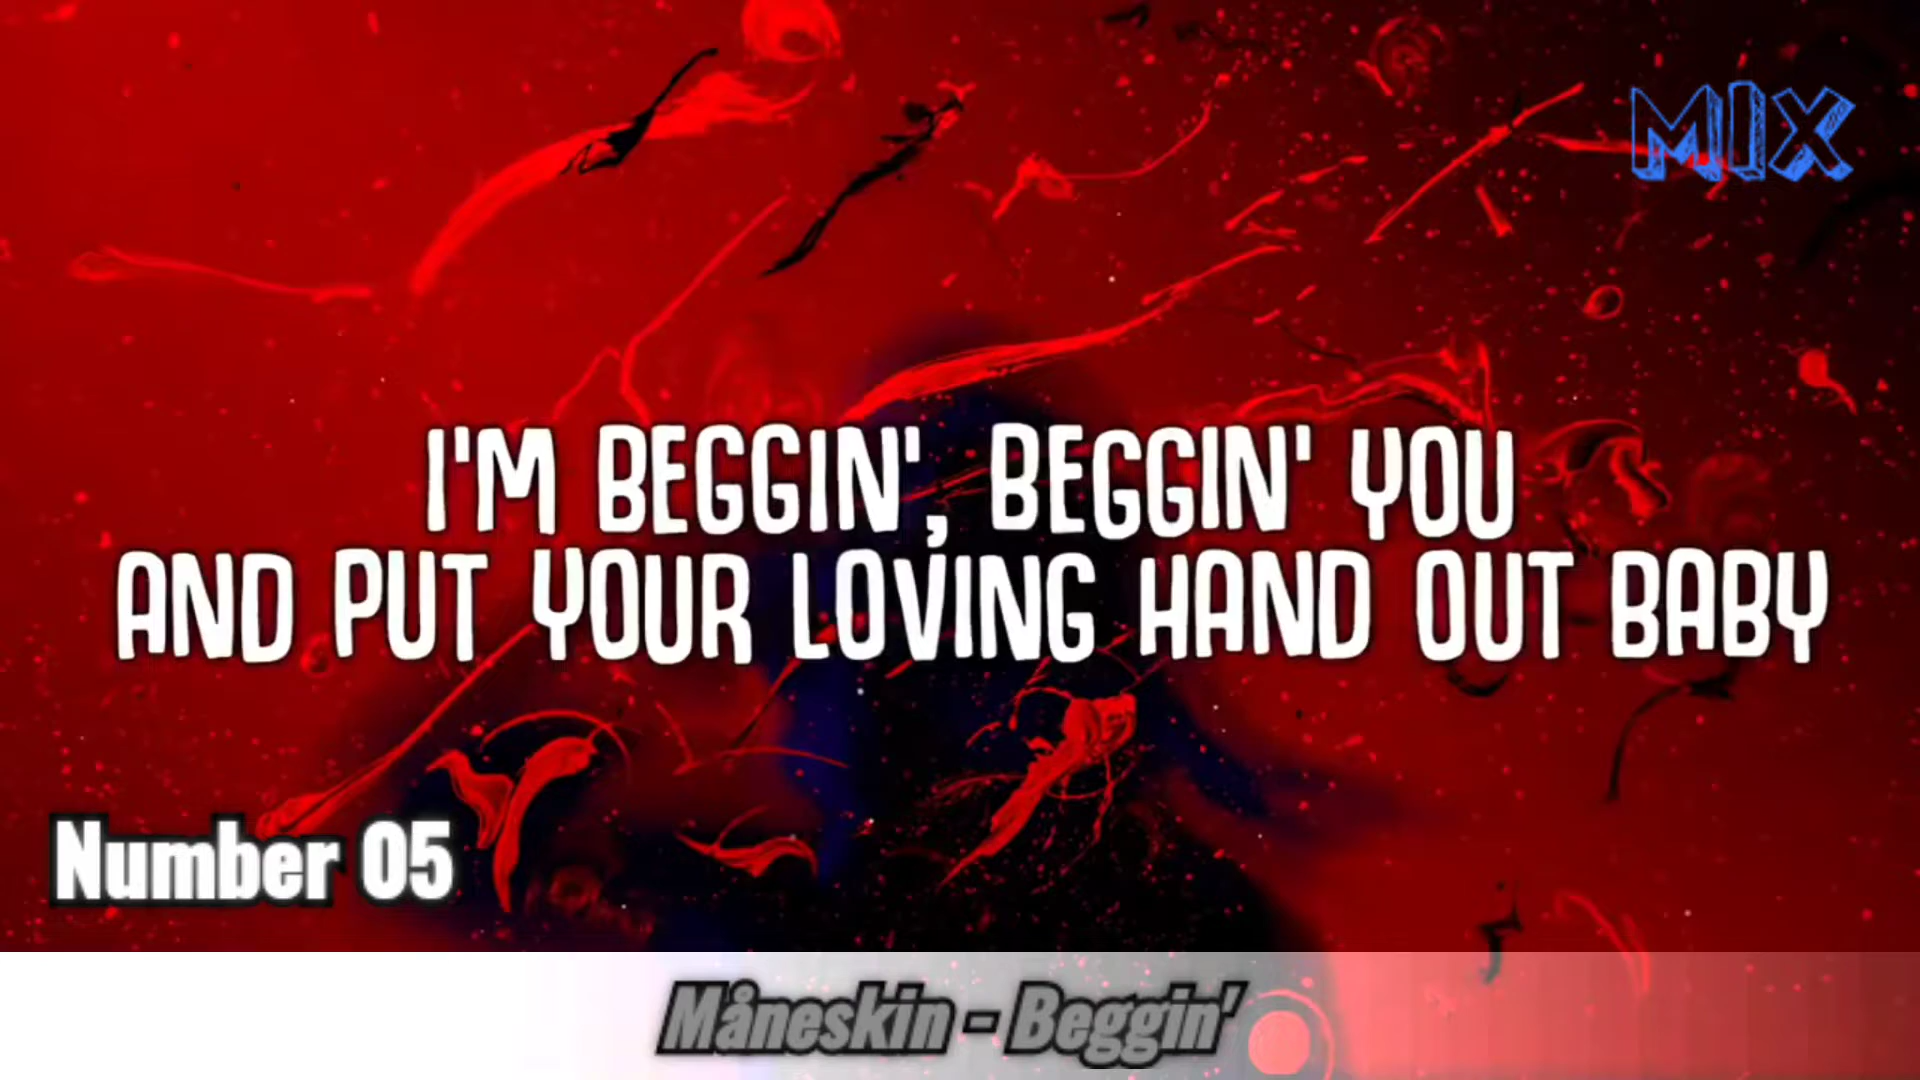 MIX
I'M BEGGIN', BEGGIN' YOU
AND PUT YOUR LOVING HAND OUT BABY
Number 05
Måneskin - Beggin'